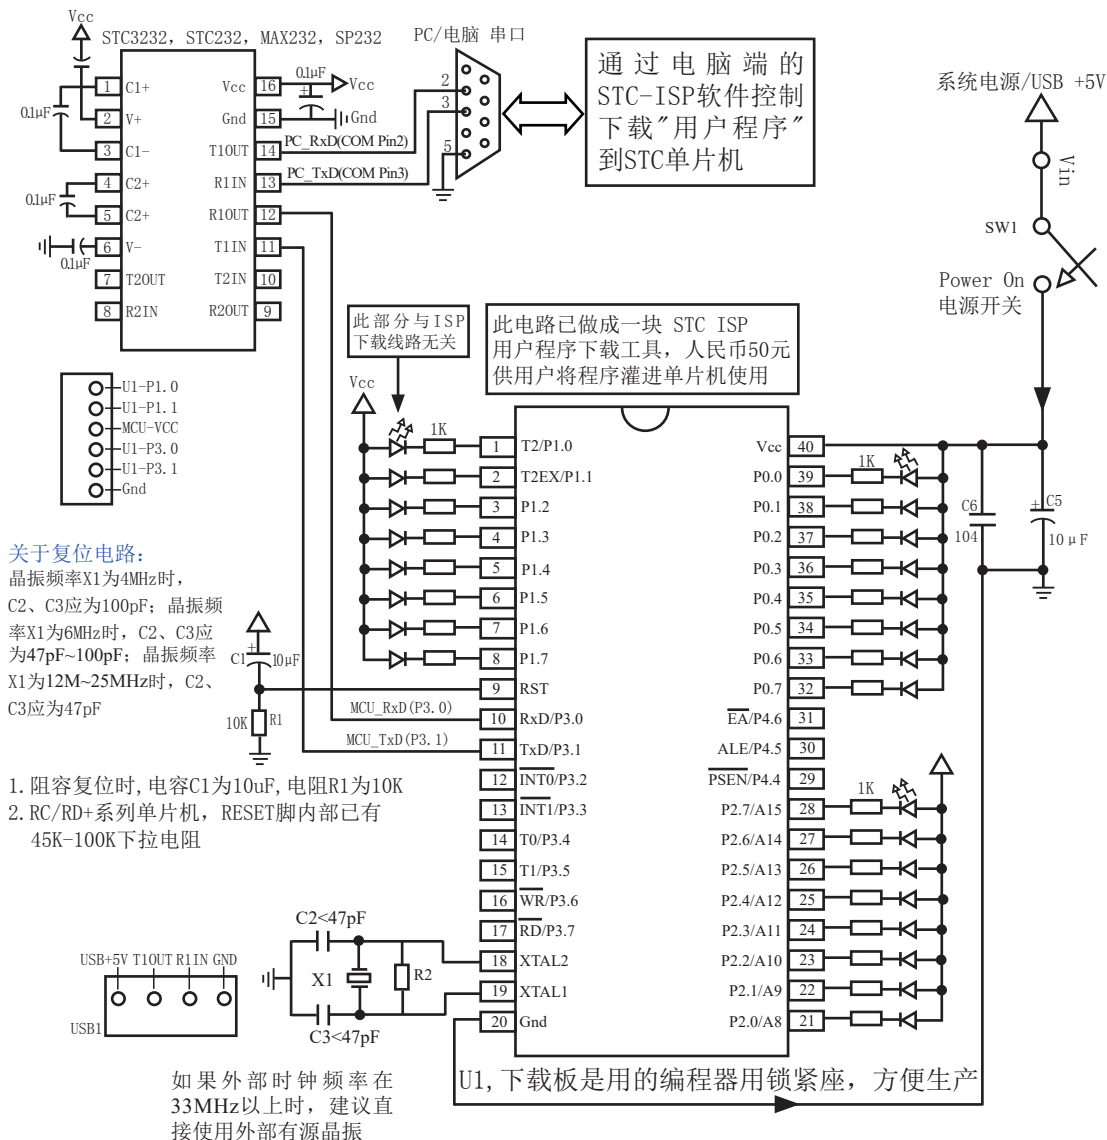 Vcc
STC3232, STC232, MAX232, SP232
PC/电脑 串口
1 C1+
2 V+
3 C1-
4 C2+
5 C2+
6 V-
7 T2OUT
8 R2IN
Vcc 16
Gnd 15
T1OUT 14
R1IN 13
R1OUT 12
T1IN 11
T2IN 10
R2OUT 9
0.1μF
0.1μF
0.1μF
0.1μF
+
Vcc
Gnd
PC_RxD(COM Pin2)
PC_TxD(COM Pin3)
2
3
5
通过电脑端的
STC-ISP软件控制
下载"用户程序"
到STC单片机
系统电源/USB +5V
Vin
SW1
Power On
电源开关
此部分与ISP
下载线路无关
此电路已做成一块 STC ISP
用户程序下载工具，人民币50元
供用户将程序灌进单片机使用
U1-P1.0
U1-P1.1
MCU-VCC
U1-P3.0
U1-P3.1
Gnd
Vcc
1K
1 T2/P1.0
2 T2EX/P1.1
3 P1.2
4 P1.3
5 P1.4
6 P1.5
7 P1.6
8 P1.7
9 RST
10 RxD/P3.0
11 TxD/P3.1
12 INT0/P3.2
13 INT1/P3.3
14 T0/P3.4
15 T1/P3.5
16 WR/P3.6
17 RD/P3.7
18 XTAL2
19 XTAL1
20 Gnd
Vcc 40
P0.0 39
P0.1 38
P0.2 37
P0.3 36
P0.4 35
P0.5 34
P0.6 33
P0.7 32
EA/P4.6 31
ALE/P4.5 30
PSEN/P4.4 29
P2.7/A15 28
P2.6/A14 27
P2.5/A13 26
P2.4/A12 25
P2.3/A11 24
P2.2/A10 23
P2.1/A9 22
P2.0/A8 21
1K
1K
C6
104
+ C5
10μF
关于复位电路:
晶振频率X1为4MHz时，
C2、C3应为100pF；晶振频
率X1为6MHz时，C2、C3应
为47pF~100pF；晶振频率
X1为12M~25MHz时，C2、
C3应为47pF
+
C1
10μF
10K
R1
MCU_RxD(P3.0)
MCU_TxD(P3.1)
1. 阻容复位时,电容C1为10uF,电阻R1为10K
2. RC/RD+系列单片机，RESET脚内部已有
45K-100K下拉电阻
C2<47pF
X1
R2
C3<47pF
USB+5V T1OUT R1IN GND
USB1
如果外部时钟频率在
33MHz以上时，建议直
接使用外部有源晶振
U1,下载板是用的编程器用锁紧座，方便生产